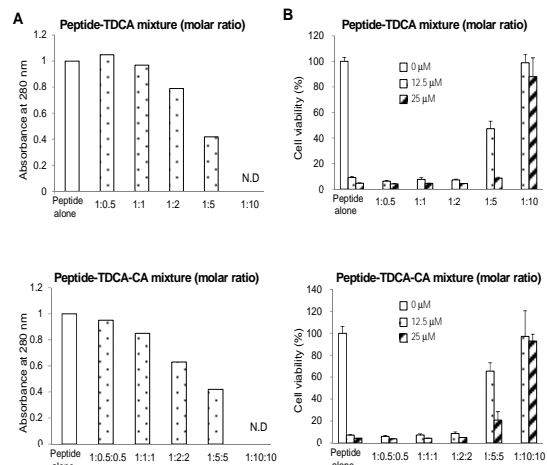 A
Peptide-TDCA mixture (molar ratio)
Absorbance at 280 nm
1.2
1
0.8
0.6
0.4
0.2
0
N.D
Peptide alone
1:0.5
1:1
1:2
1:5
1:10
B
Peptide-TDCA mixture (molar ratio)
Cell viability (%)
120
100
80
60
40
20
0
0 μM
12.5 μM
25 μM
Peptide alone
1:0.5
1:1
1:2
1:5
1:10
Peptide-TDCA-CA mixture (molar ratio)
Absorbance at 280 nm
1.2
1
0.8
0.6
0.4
0.2
0
N.D
Peptide alone
1:0.5:0.5
1:1:1
1:2:2
1:5:5
1:10:10
Peptide-TDCA-CA mixture (molar ratio)
Cell viability (%)
140
120
100
80
60
40
20
0
0 μM
12.5 μM
25 μM
Peptide alone
1:0.5:0.5
1:1:1
1:2:2
1:5:5
1:10:10